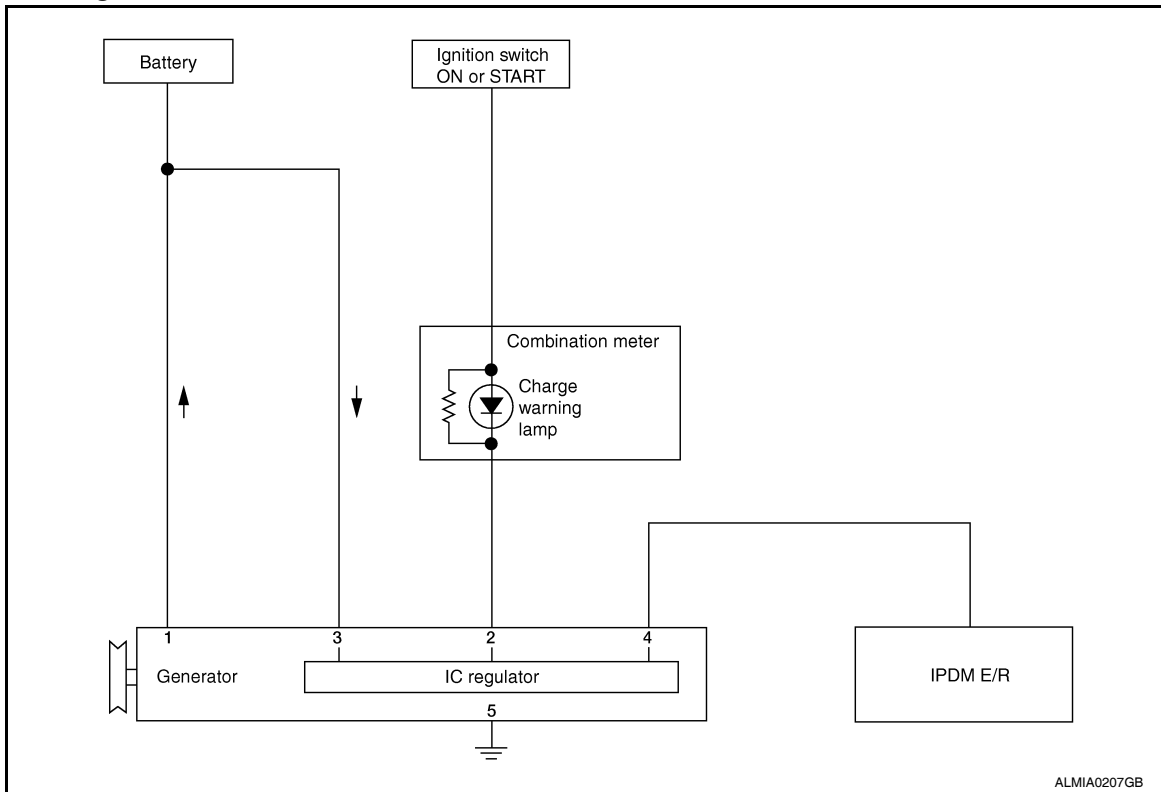 Battery
Ignition switch
ON or START
Combination meter
Charge
warning
lamp
1
3
2
4
Generator
IC regulator
IPDM E/R
5
ALMIA0207GB